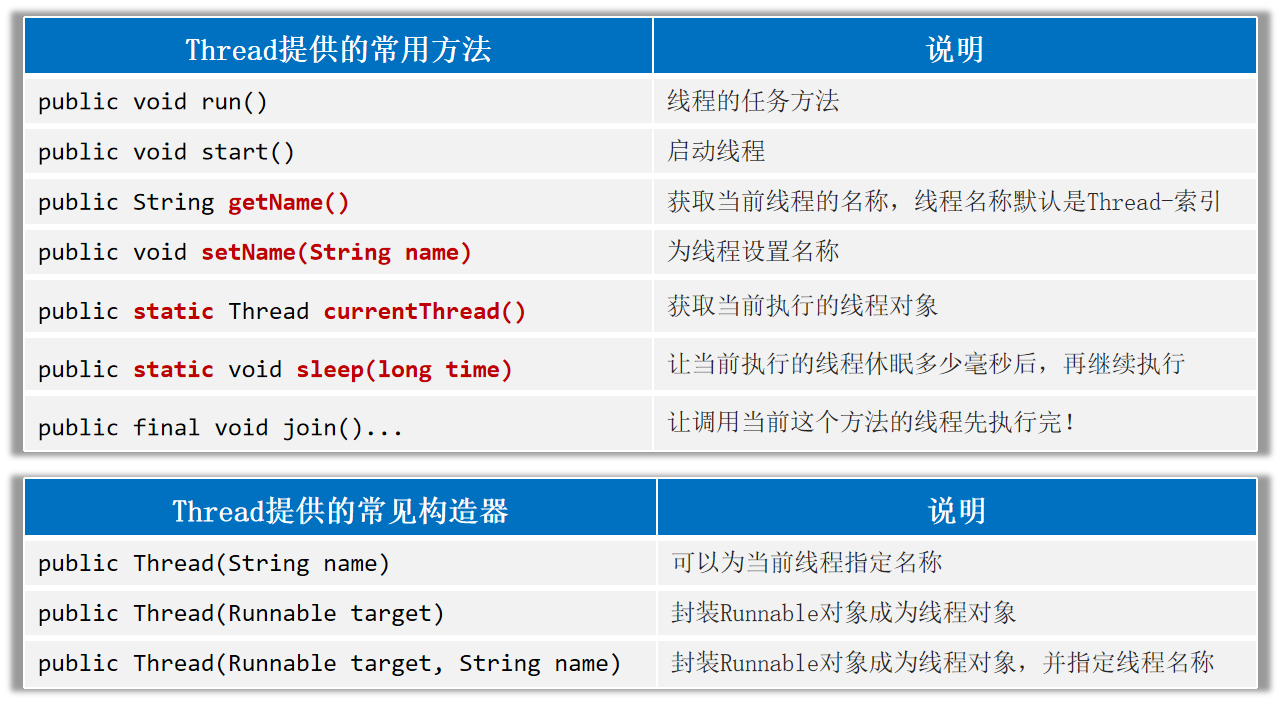 Thread提供的常用方法 说明
public void run() 线程的任务方法
public void start() 启动线程
public String getName() 获取当前线程的名称，线程名称默认是Thread-索引
public void setName(String name) 为线程设置名称
public static Thread currentThread() 获取当前执行的线程对象
public static void sleep(long time) 让当前执行的线程休眠多少毫秒后，再继续执行
public final void join()... 让调用当前这个方法的线程先执行完！
Thread提供的常见构造器 说明
public Thread(String name) 可以为当前线程指定名称
public Thread(Runnable target) 封装Runnable对象成为线程对象
public Thread(Runnable target, String name) 封装Runnable对象成为线程对象，并指定线程名称